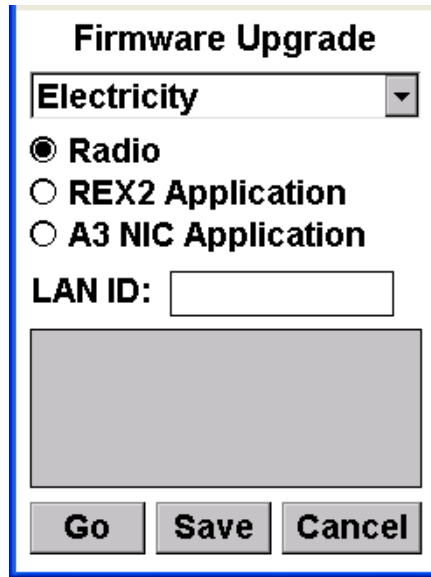 Firmware Upgrade
Electricity
Radio
REX2 Application
A3 NIC Application
LAN ID:
Go Save Cancel